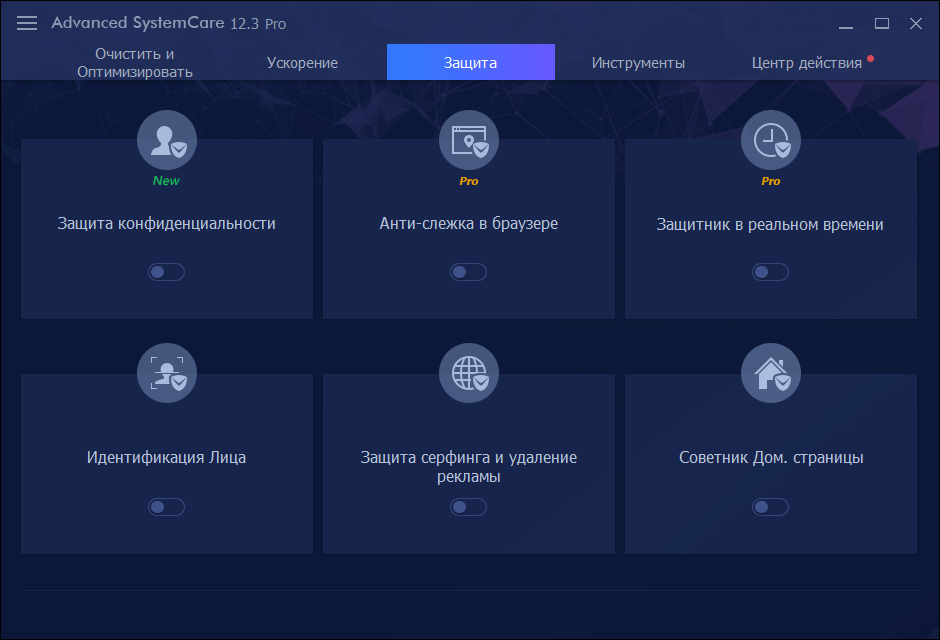 Advanced SystemCare 12.3 Pro
Очистить и
Оптимизировать
Ускорение
Защита
Инструменты
Центр действия
New
Pro
Pro
Защита конфиденциальности
Анти-слежка в браузере
Защитник в реальном времени
Идентификация Лица
Защита серфинга и удаление
рекламы
Советник Дом. страницы